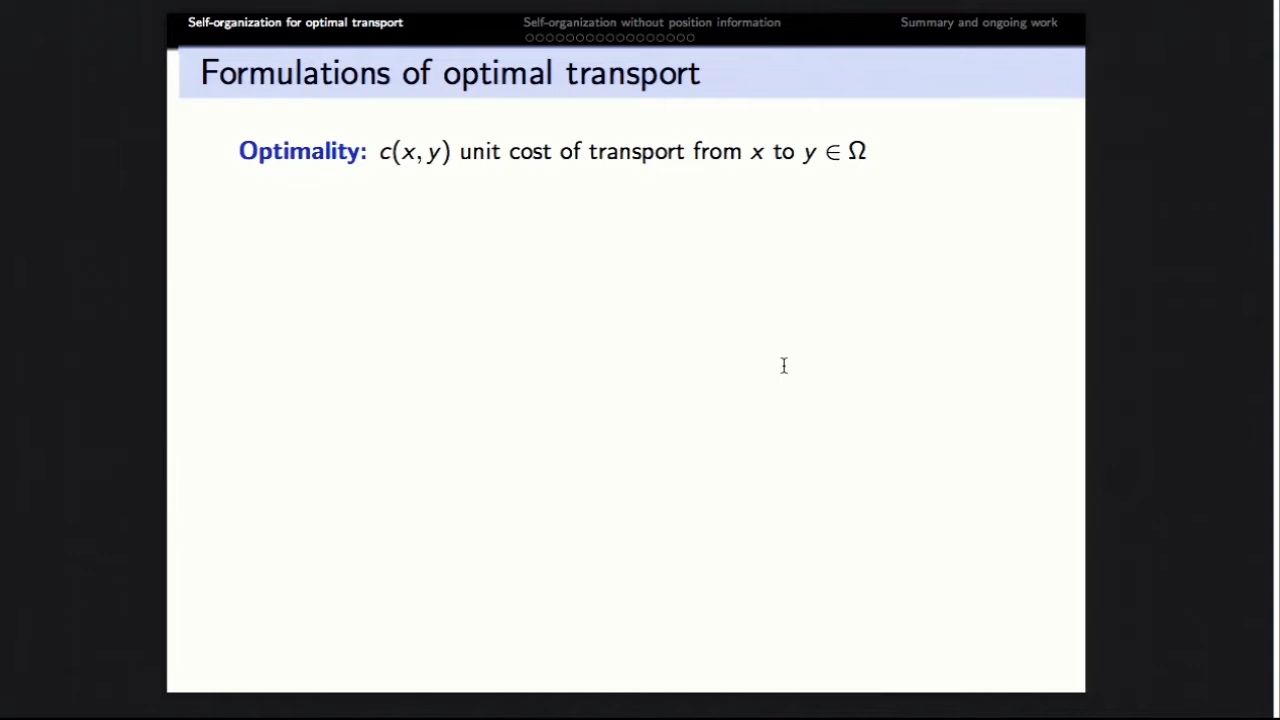 Self-organization for optimal transport Self-organization without position information Summary and ongoing work
Formulations of optimal transport
Optimality: c(x, y) unit cost of transport from x to y ∈ Ω